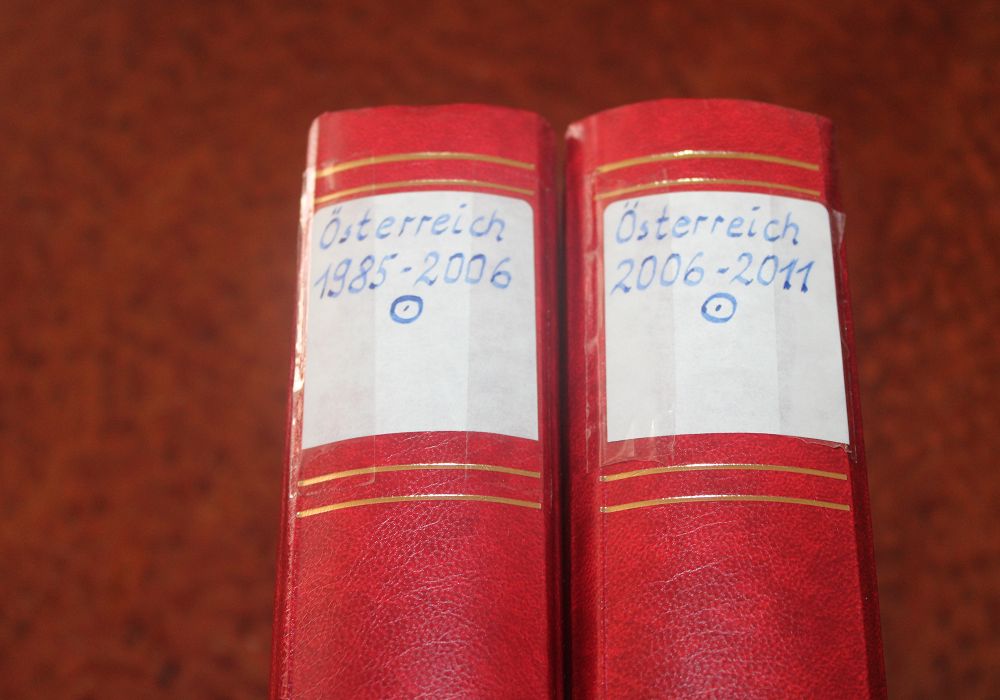 Österreich
1985-2006
⊙
Österreich
2006-2011
⊙